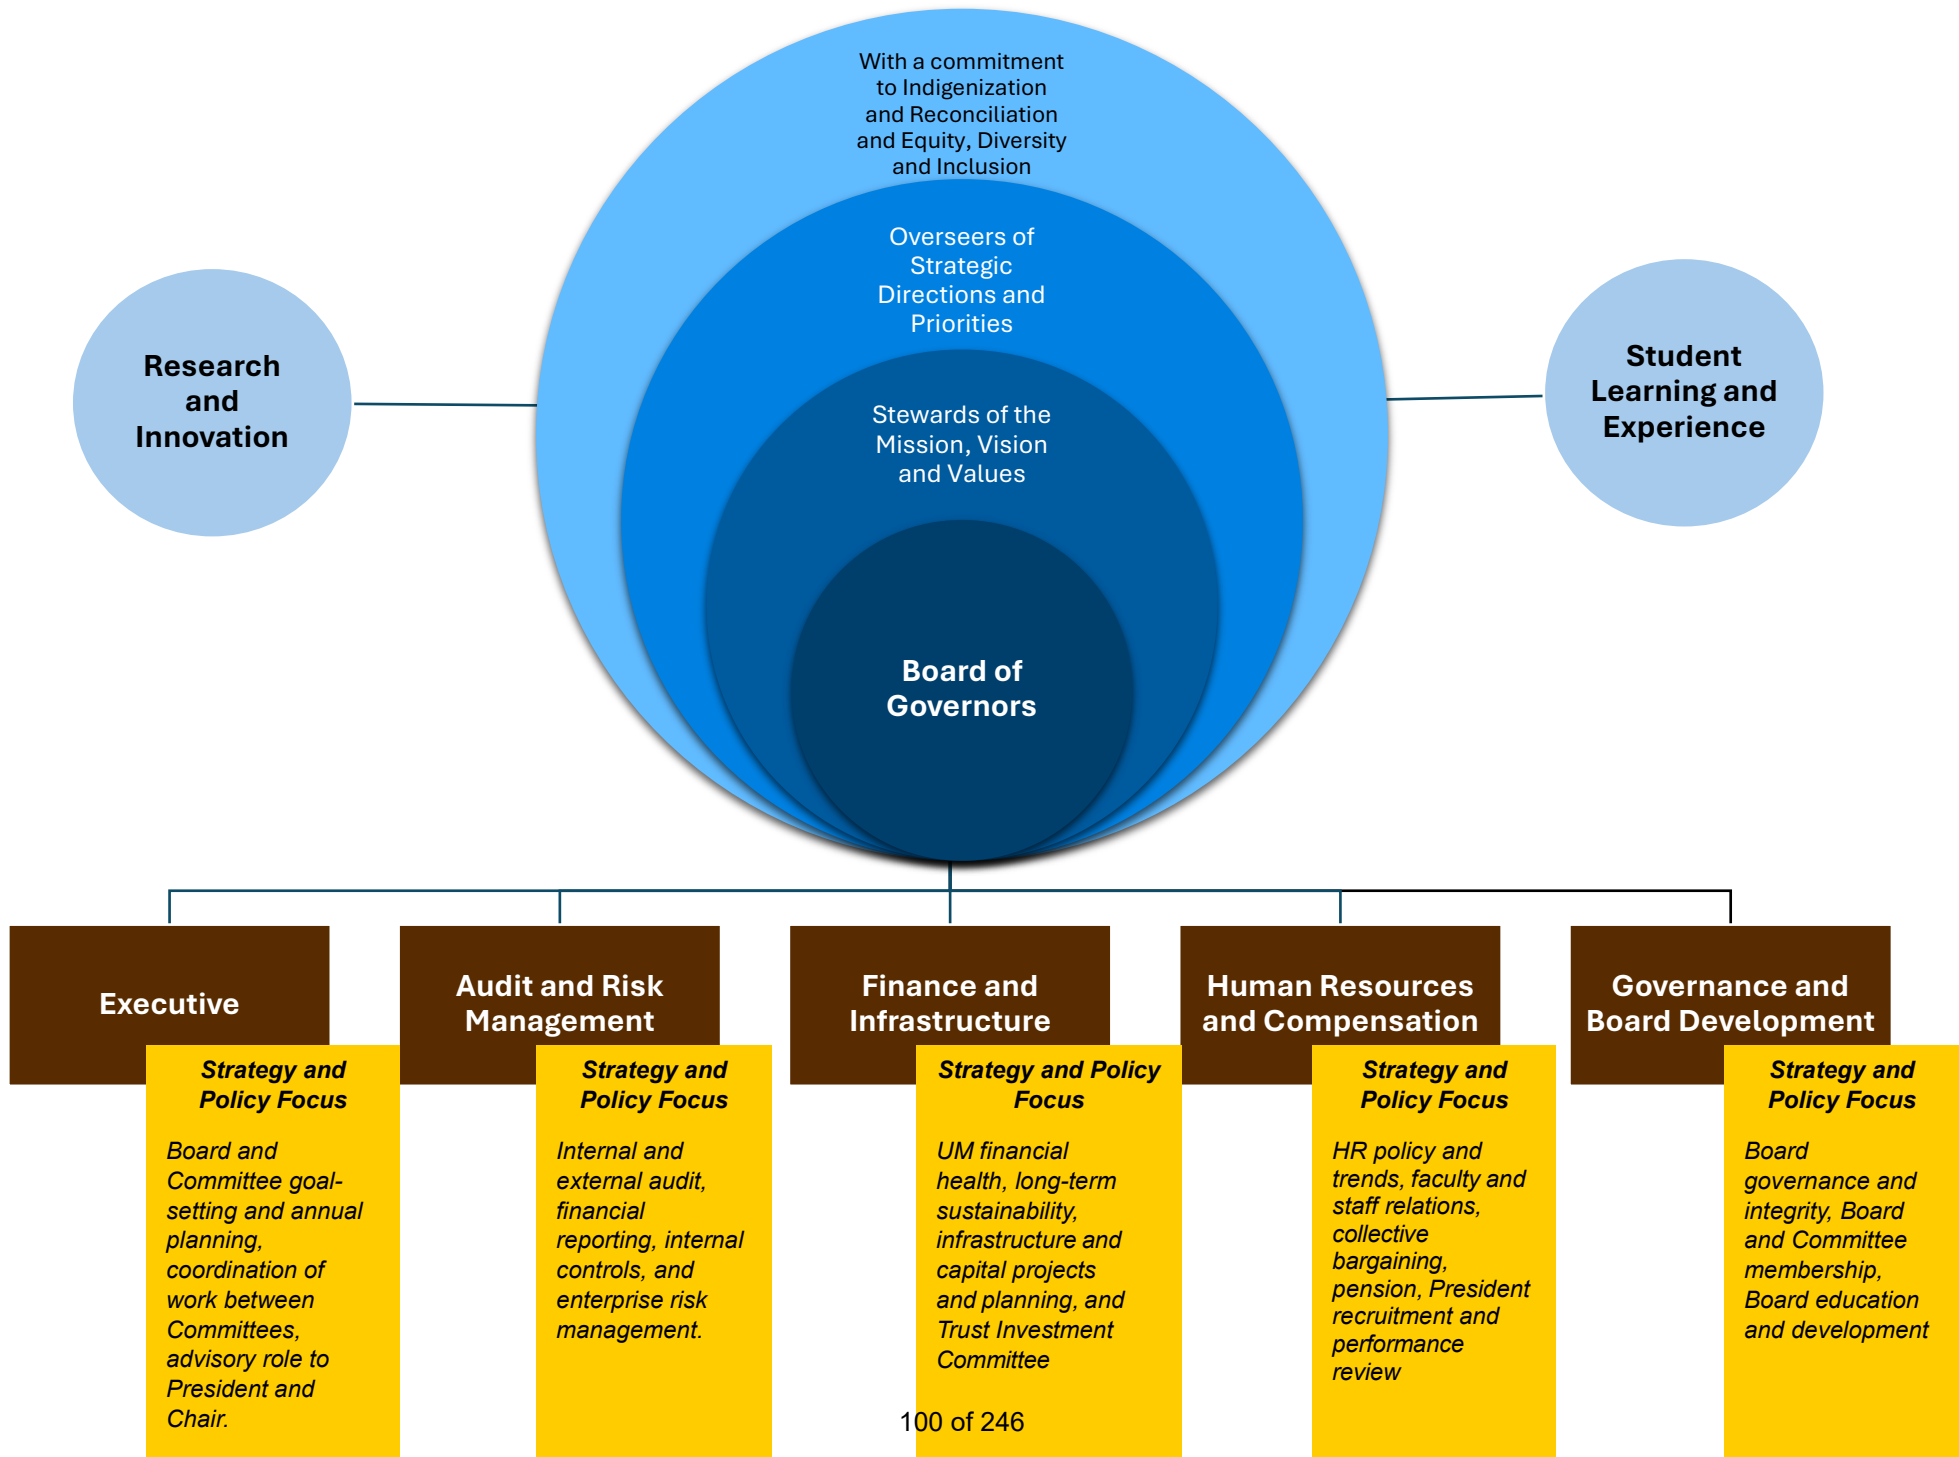 With a commitment
to Indigenization
and Reconciliation
and Equity, Diversity
and Inclusion
Overseers of
Strategic
Directions and
Priorities
Stewards of the
Mission, Vision
and Values
Board of
Governors
Research
and
Innovation
Student
Learning and
Experience
Executive
Strategy and
Policy Focus
Board and
Committee goal-
setting and annual
planning,
coordination of
work between
Committees,
advisory role to
President and
Chair.
Audit and Risk
Management
Strategy and
Policy Focus
Internal and
external audit,
financial
reporting, internal
controls, and
enterprise risk
management.
Finance and
Infrastructure
Strategy and Policy
Focus
UM financial
health, long-term
sustainability,
infrastructure and
capital projects
and planning, and
Trust Investment
Committee
Human Resources
and Compensation
Strategy and
Policy Focus
HR policy and
trends, faculty and
staff relations,
collective
bargaining,
pension, President
recruitment and
performance
review
Governance and
Board Development
Strategy and
Policy Focus
Board
governance and
integrity, Board
and Committee
membership,
Board education
and development
100 of 246